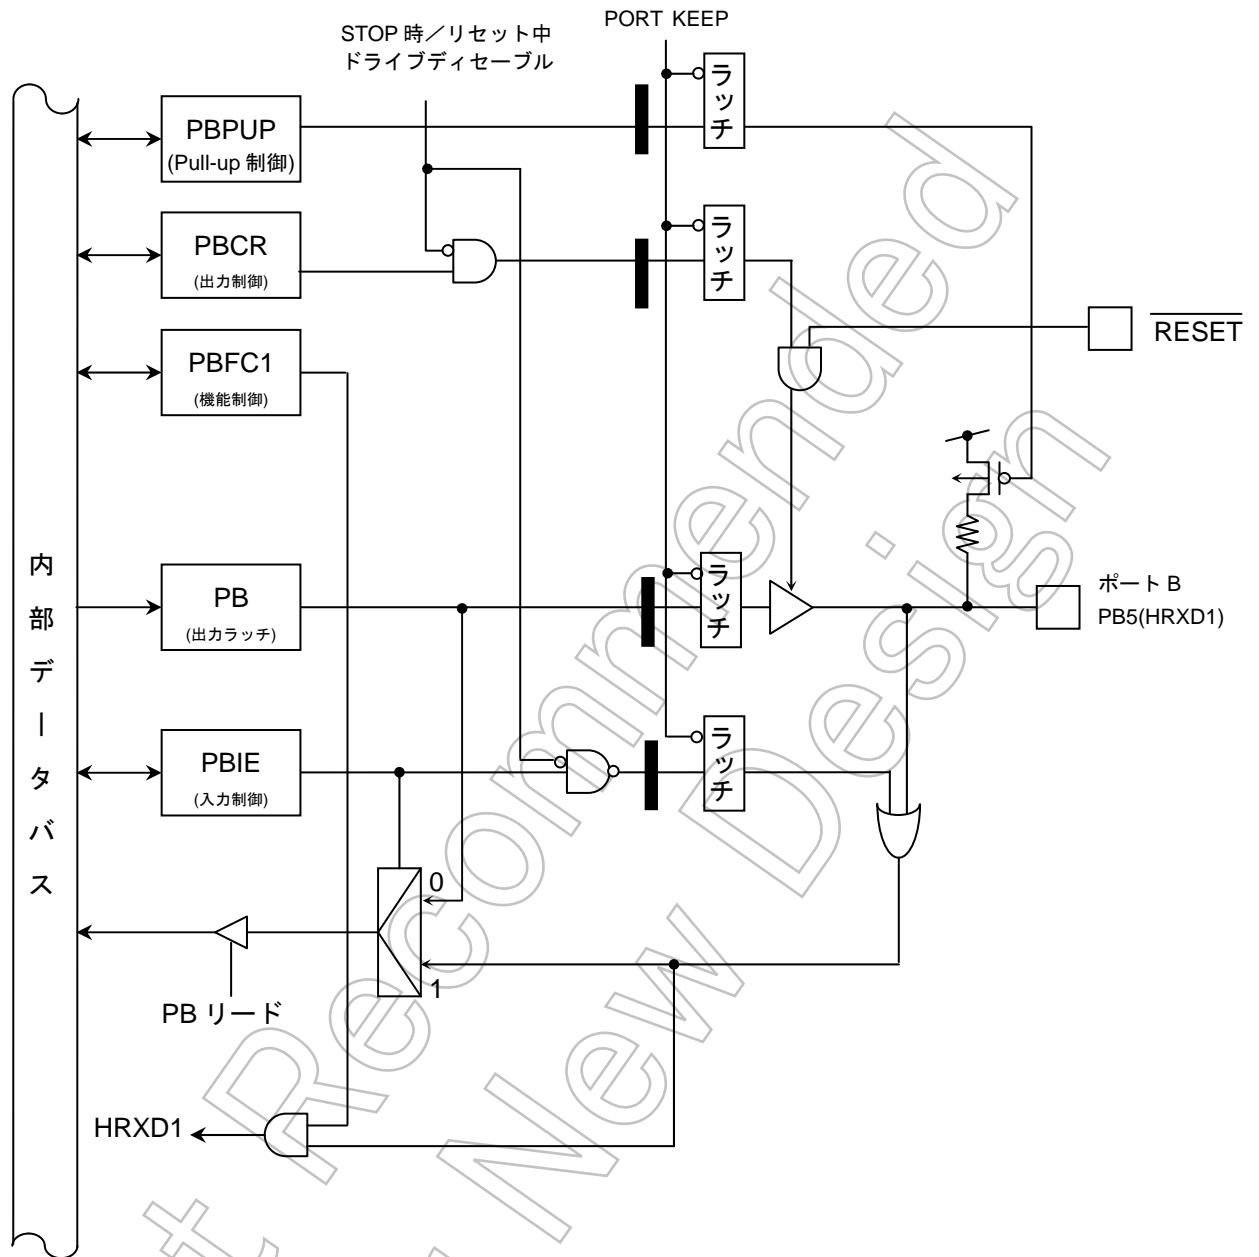 PORT KEEP
STOP 時／リセット中
ドライブディセーブル
ラッチ
PBPUP
(Pull-up 制御)
ラッチ
PBCR
(出力制御)
RESET
PBFC1
(機能制御)
内部データバス
ラッチ
PB
(出力ラッチ)
ポート B
PB5(HRXD1)
ラッチ
PBIE
(入力制御)
0
1
PB リード
HRXD1
t Recommended
New Design